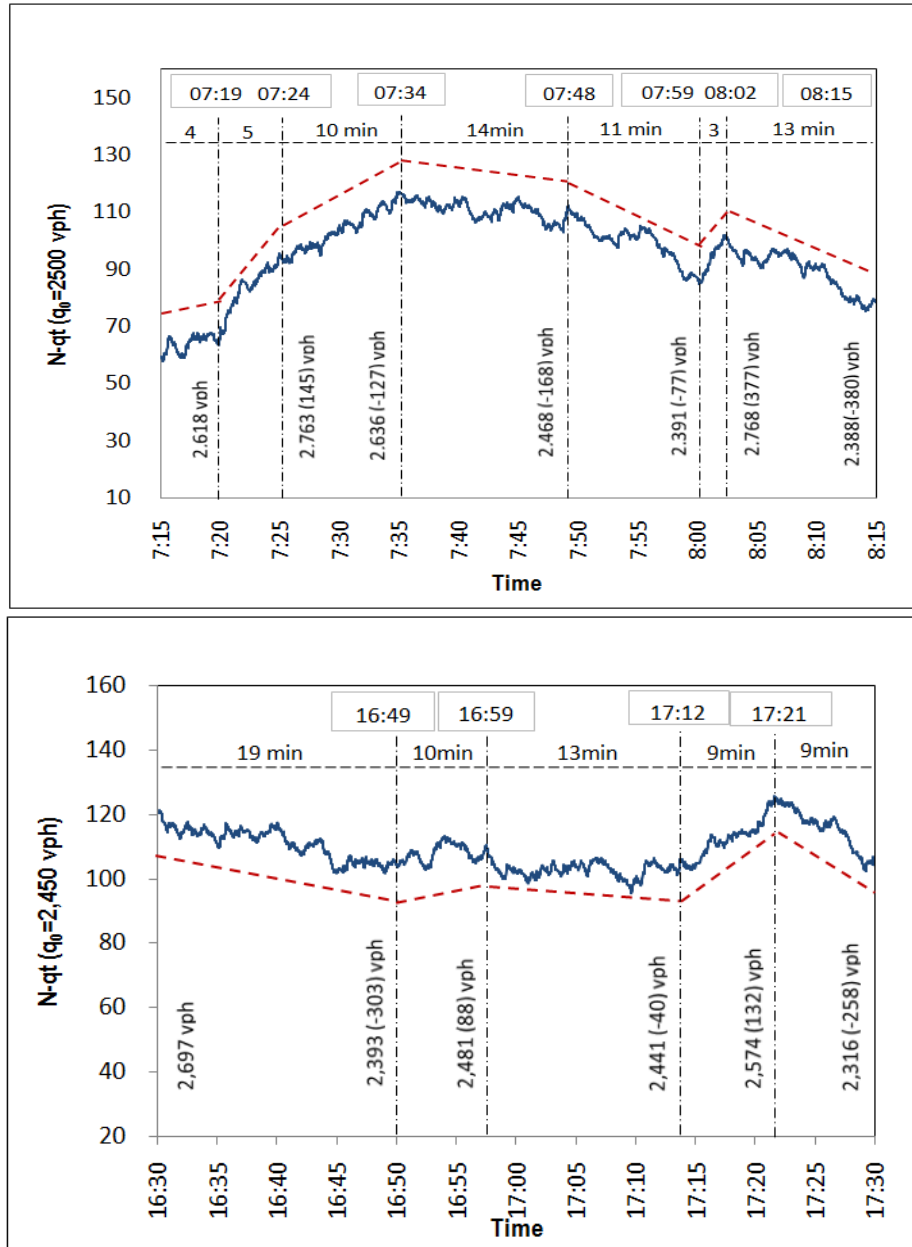 N-qt (q0=2500 vph)
150
130
110
90
70
50
30
10
07:19 07:24
07:34
07:48
07:59 08:02
08:15
4
5
10 min
14min
11 min
3
13 min
2.618 vph
2.763 (145) vph
2.636 (-127) vph
2.468 (-168) vph
2.391 (-77) vph
2.768 (377) vph
2.388(-380) vph
7:15
7:20
7:25
7:30
7:35
7:40
7:45
7:50
7:55
8:00
8:05
8:10
8:15
Time
N-qt (q0=2,450 vph)
160
140
120
100
80
60
40
20
16:49
16:59
17:12
17:21
19 min
10min
13min
9min
9min
2,697 vph
2,393 (-303) vph
2,481 (88) vph
2,441 (-40) vph
2,574 (132) vph
2,316 (-258) vph
16:30
16:35
16:40
16:45
16:50
16:55
17:00
17:05
17:10
17:15
17:20
17:25
17:30
Time